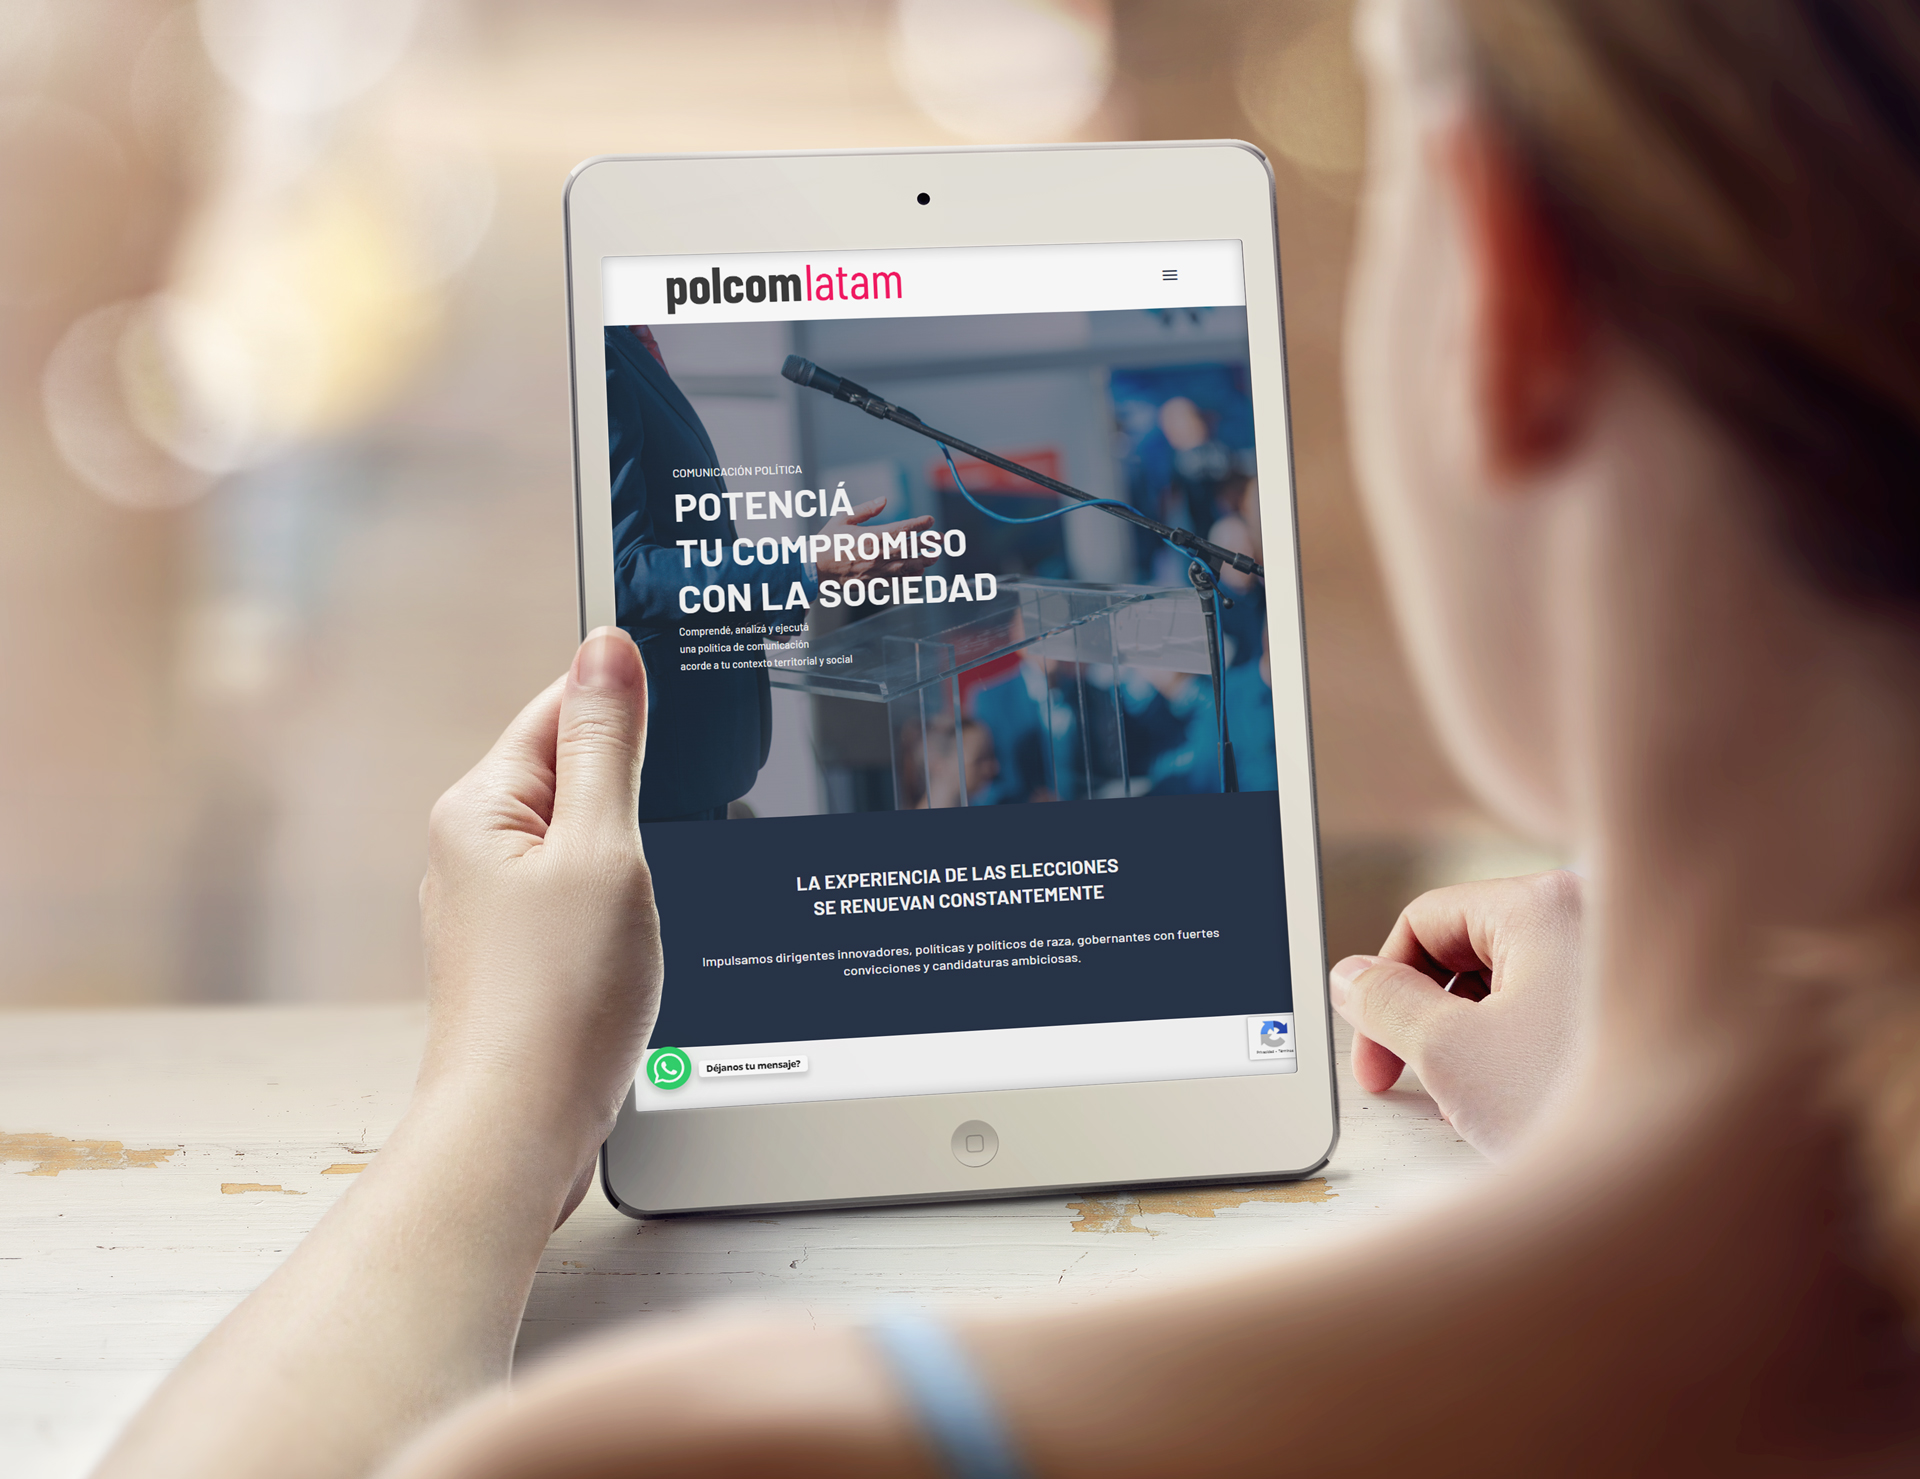 polcomlatam
COMUNICACIÓN POLÍTICA
POTENCIÁ
TU COMPROMISO
CON LA SOCIEDAD
Comprendé, analizá y ejecutá
una política de comunicación
acorde a tu contexto territorial y social
LA EXPERIENCIA DE LAS ELECCIONES
SE RENUEVAN CONSTANTEMENTE
Impulsamos dirigentes innovadores, políticas y políticos de raza, gobernantes con fuertes
convicciones y candidaturas ambiciosas.
Déjanos tu mensaje?